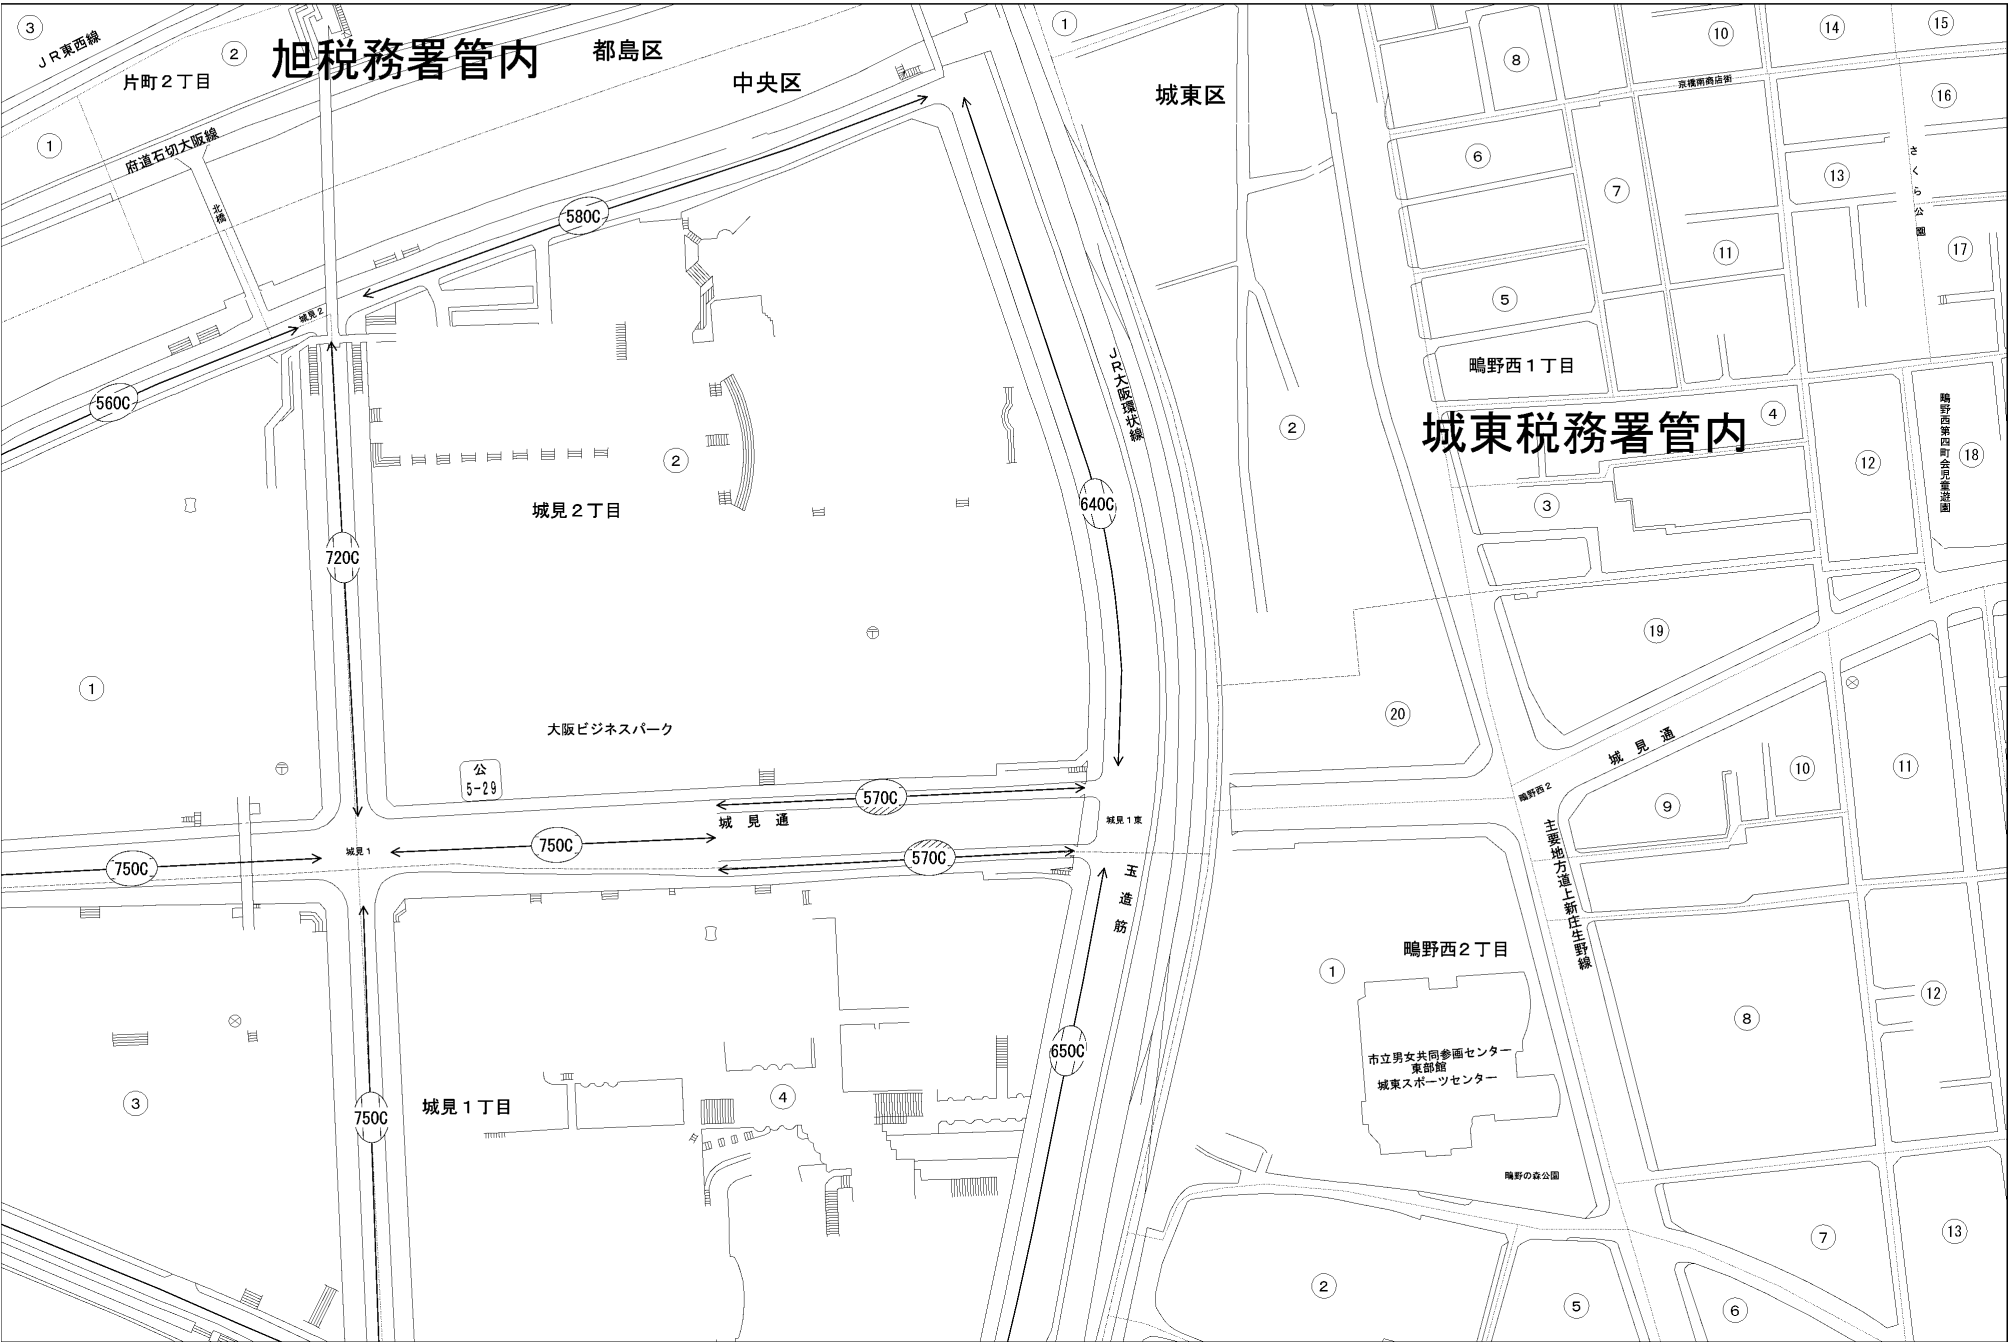 旭税務署管内
都島区
中央区
城東区
③
JR東西線
②
片町2丁目
①
府道石切大阪線
北橋
580C
城見2
560C
720C
②
城見2丁目
640C
JR大阪環状線
①
大阪ビジネスパーク
公
5-29
570C
城見通
城見1東
750C
城見1
750C
570C
玉造筋
650C
③
750C
城見1丁目
④
①
②
⑧
⑩
⑭
⑮
京橋南商店街
⑯
⑥
⑦
⑬
さくら公園
⑪
⑰
⑤
鴫野西1丁目
④
城東税務署管内
⑫
鴫野西第四町会児童遊園
⑱
③
⑲
⑳
城見通
鴫野西2
⑩
⑪
⑨
主要地方道上新庄生野線
鴫野西2丁目
①
⑧
⑫
市立男女共同参画センター
東部館
城東スポーツセンター
鴫野の森公園
②
⑤
⑦
⑬
⑥